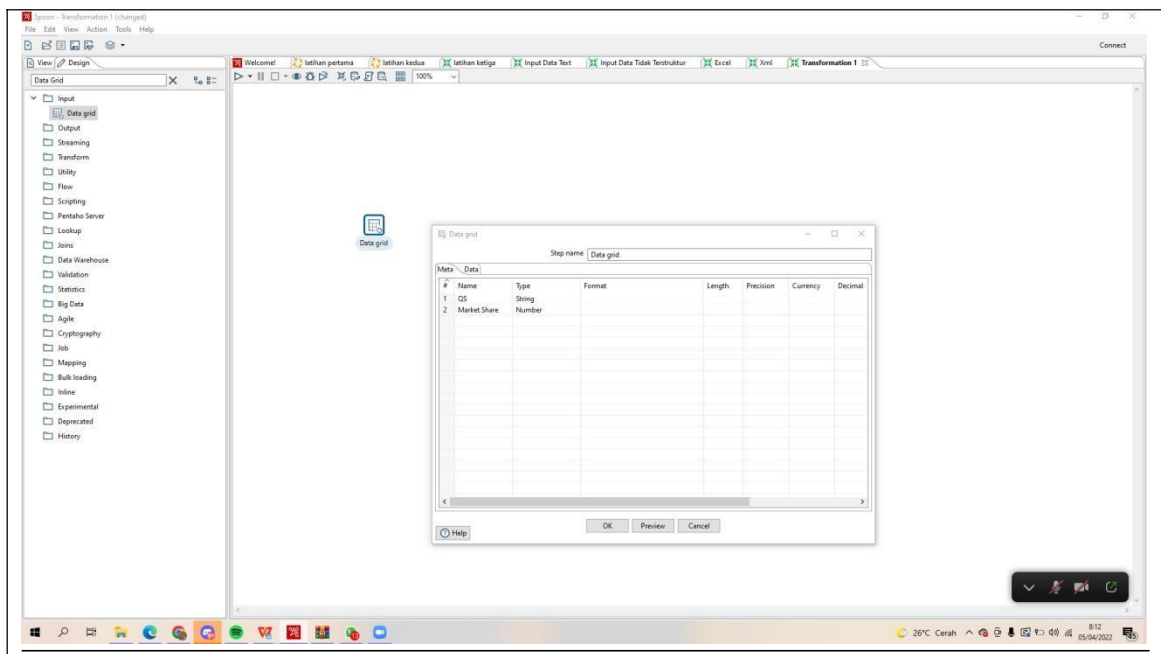 Spoon - Transformation 1 (changed)
File Edit View Action Tools Help
Connect
View Design
Welcome! latihan pertama latihan kedua latihan ketiga Input Data Text Input Data Tidak Terstruktur Excel Xml Transformation 1
Data Grid
100%
Input
Data grid
Output
Streaming
Transform
Utility
Flow
Scripting
Pentaho Server
Lookup
Joins
Data Warehouse
Validation
Statistics
Big Data
Agile
Cryptography
Job
Mapping
Bulk loading
Inline
Experimental
Deprecated
History
Data grid
Data grid
Step name Data grid
Meta Data
# Name Type Format Length Precision Currency Decimal
1 QS String
2 Market Share Number
OK Preview Cancel
Help
26°C Cerah
8:12
05/04/2022